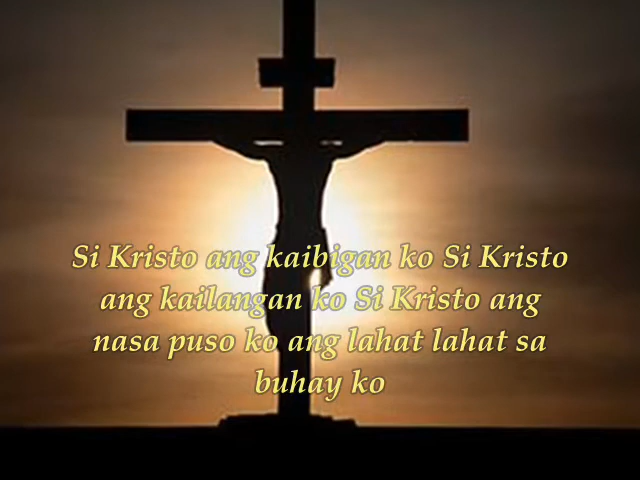 Si Kristo ang kaibigan ko Si Kristo
ang kailangan ko Si Kristo ang
nasa puso ko ang lahat lahat sa
buhay ko